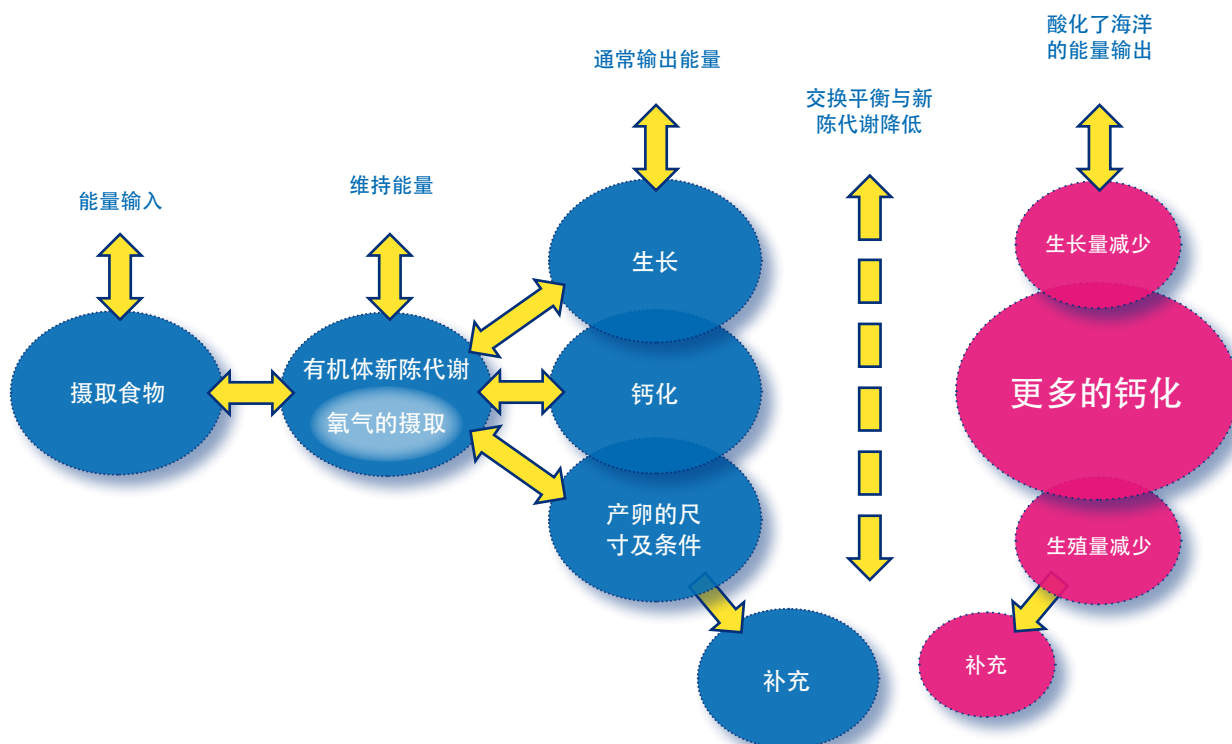 酸化了海洋
的能量输出
通常输出能量
交换平衡与新
陈代谢降低
能量输入
维持能量
生长
生长量减少
有机体新陈代谢
摄取食物
氧气的摄取
钙化
更多的钙化
产卵的尺
寸及条件
生殖量减少
补充
补充